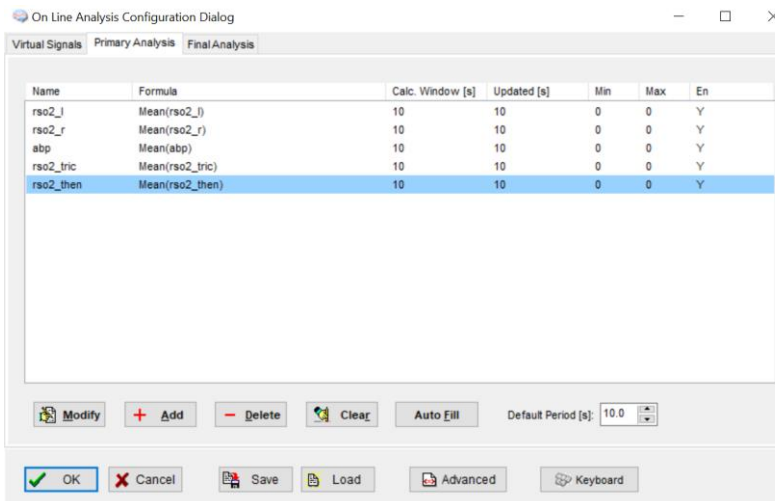 On Line Analysis Configuration Dialog
Virtual Signals Primary Analysis Final Analysis
Name Formula Calc. Window [s] Updated [s] Min Max En
rso2_l Mean(rso2_l) 10 10 0 0 Y
rso2_r Mean(rso2_r) 10 10 0 0 Y
abp Mean(abp) 10 10 0 0 Y
rso2_tric Mean(rso2_tric) 10 10 0 0 Y
rso2_then Mean(rso2_then) 10 10 0 0 Y
Modify Add Delete Clear Auto Fill Default Period [s]: 10.0
OK Cancel Save Load Advanced Keyboard